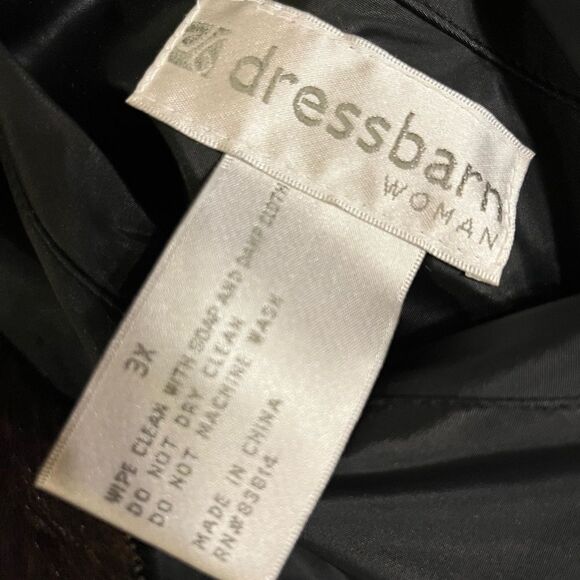 dressbarn
WOMAN
3X
WIPE CLEAN WITH SOAP AND DAMP CLOTH
DO NOT DRY CLEAN
DO NOT MACHINE WASH
MADE IN CHINA
RN#83814